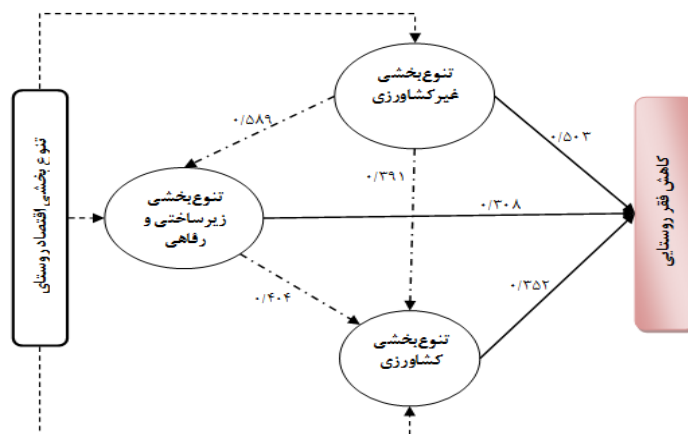 تنوع‌بخشی
غیرکشاورزی
۰/۵۸۹
۰/۵۰۳
۰/۳۹۱
تنوع بخشی اقتصاد روستای
تنوع‌بخشی
زیرساختی و
رفاهی
۰/۳۰۸
کاهش فقر روستایی
۰/۴۰۴
۰/۳۵۲
تنوع‌بخشی
کشاورزی